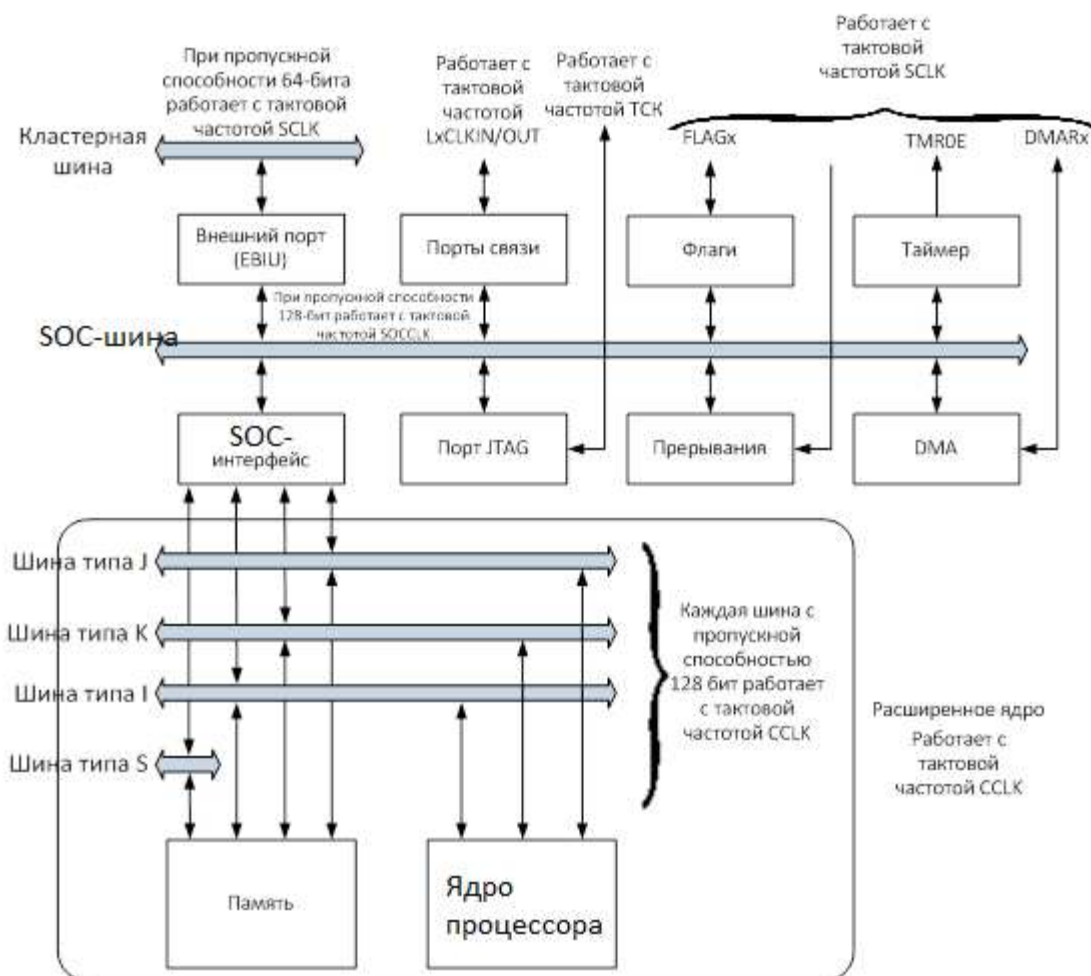 При пропускной
способности 64-бита
работает с тактовой
частотой SCLK
Работает с
тактовой
частотой
LxCLKIN/OUT
Работает с
тактовой
частотой TCK
Работает с
тактовой
частотой SCLK
Кластерная
шина
FLAGx
TMR0E
DMARx
Внешний порт
(EBIU)
Порты связи
Флаги
Таймер
При пропускной способности
128-бит работает с тактовой
частотой SOCCLK
SOC-шина
SOC-
интерфейс
Порт JTAG
Прерывания
DMA
Шина типа J
Шина типа K
Шина типа I
Шина типа S
Каждая шина с
пропускной
способностью
128 бит работает
с тактовой
частотой CCLK
Расширенное ядро
Работает с
тактовой
частотой CCLK
Память
Ядро
процессора